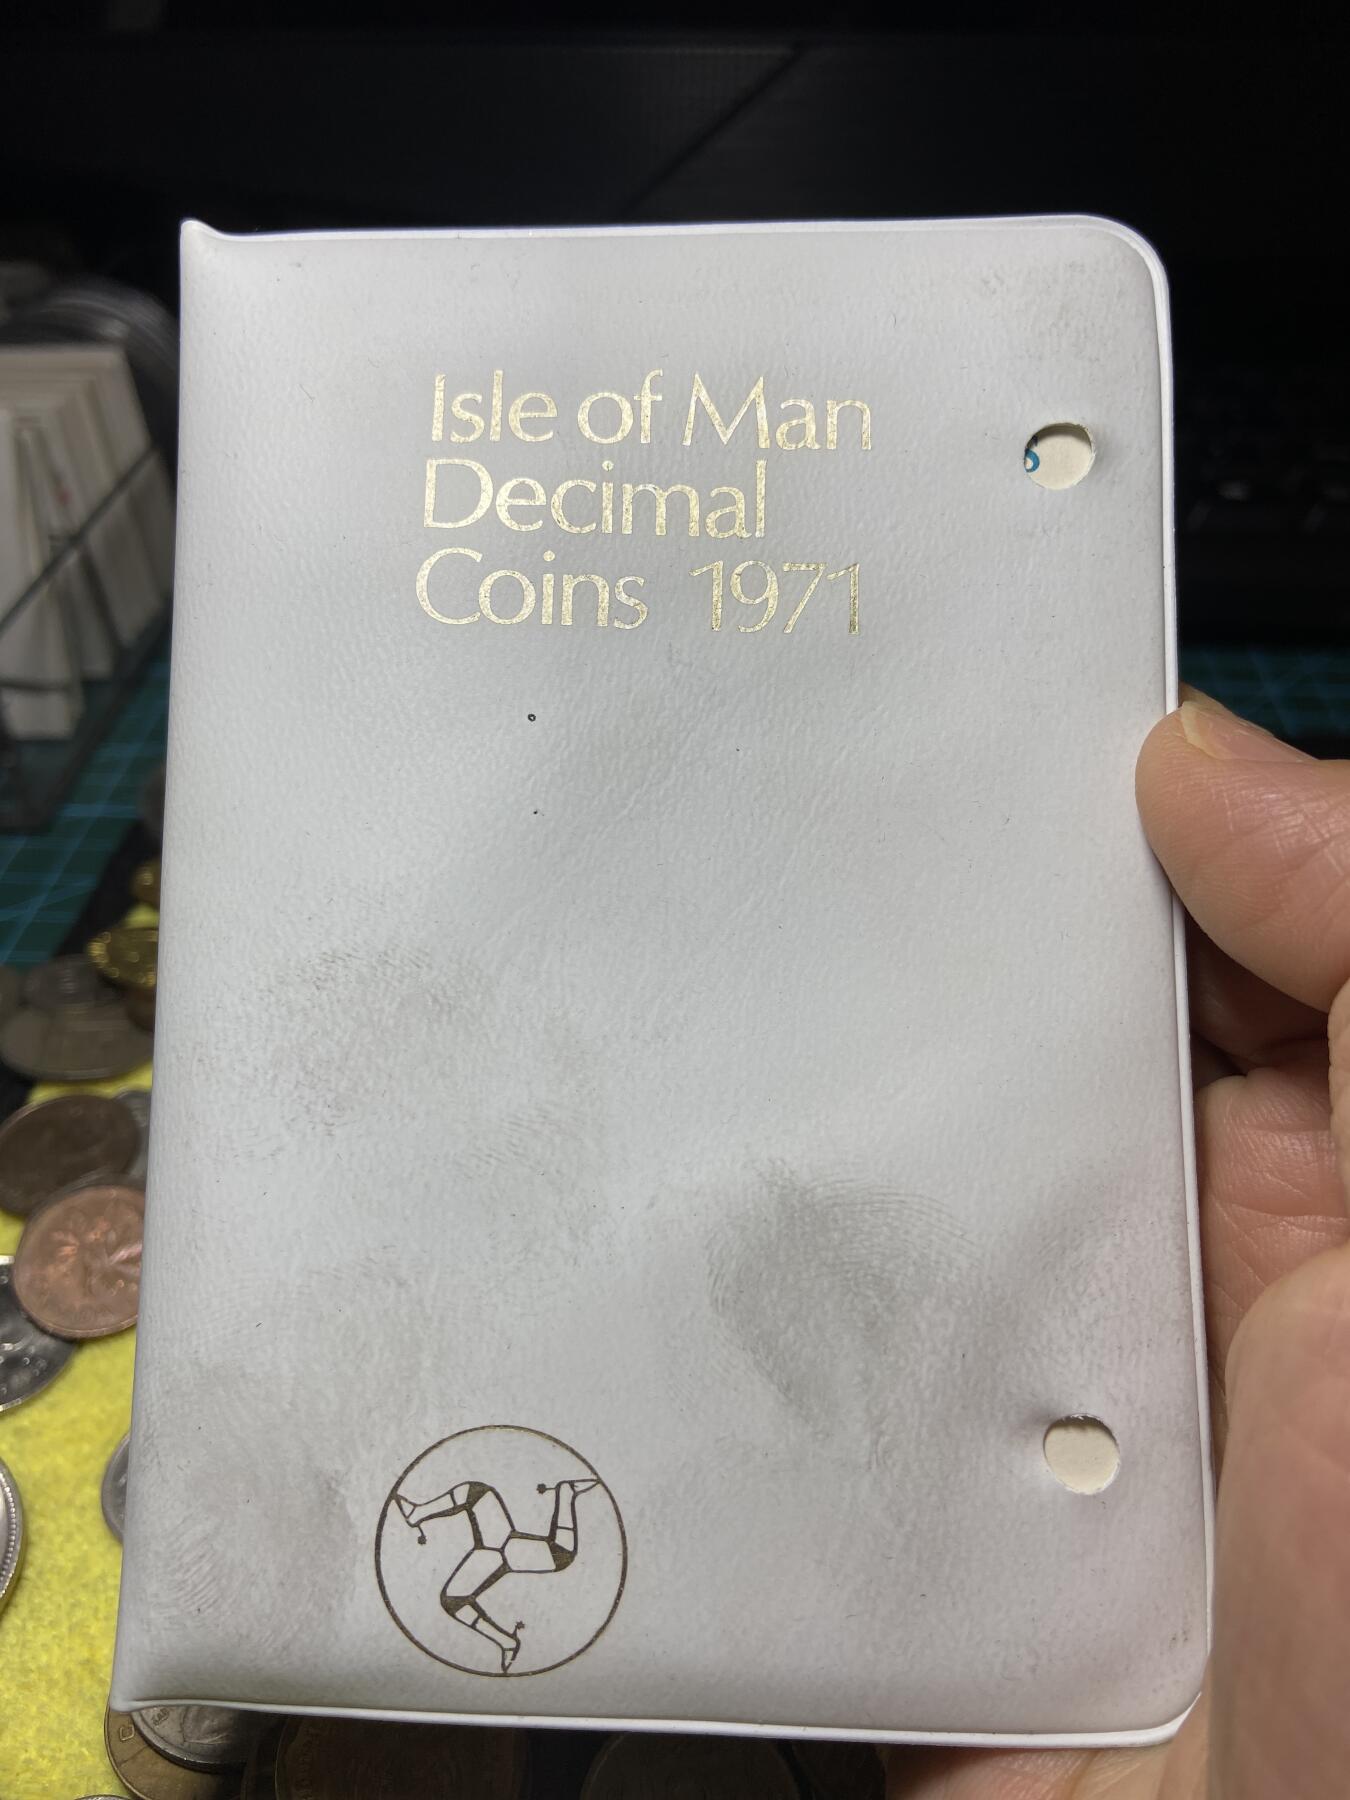 Isle of Man
Decimal
Coins 1971